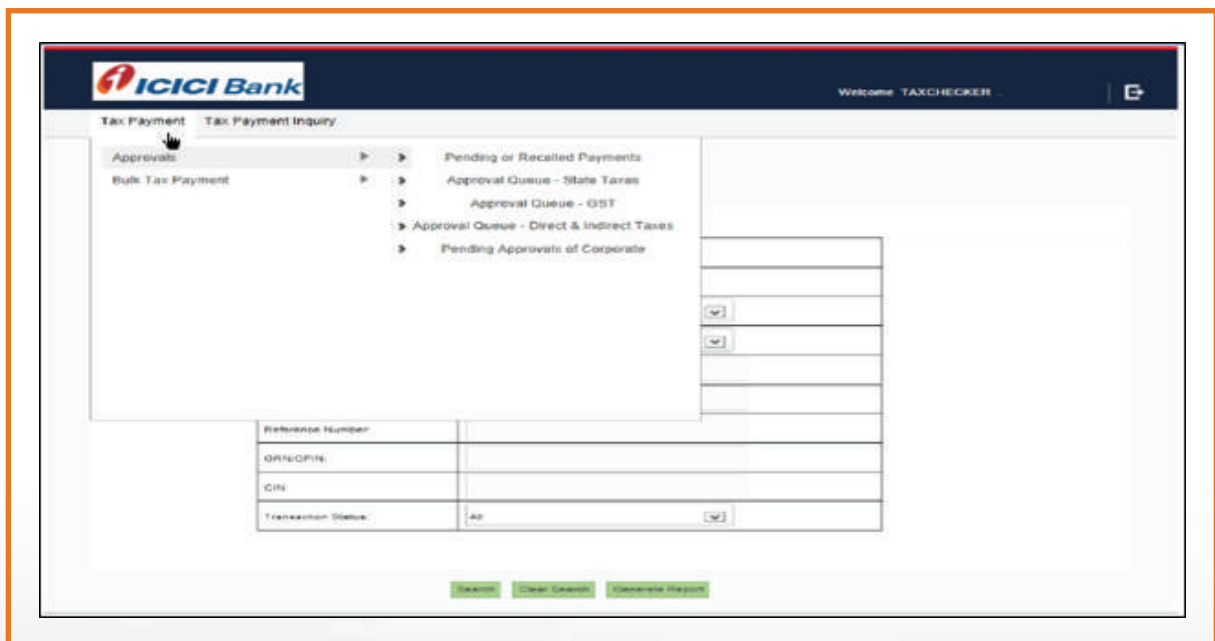 ICICI Bank
Welcome TAXCHECKER
Tax Payment Tax Payment Inquiry
Approvals
Bulk Tax Payment
Pending or Recalled Payments
Approval Queue - State Taxes
Approval Queue - GST
Approval Queue - Direct & Indirect Taxes
Pending Approvals of Corporate
Reference Number
GRN/CPIN:
CIN
Transaction Status: All
Search Clear Search Generate Report